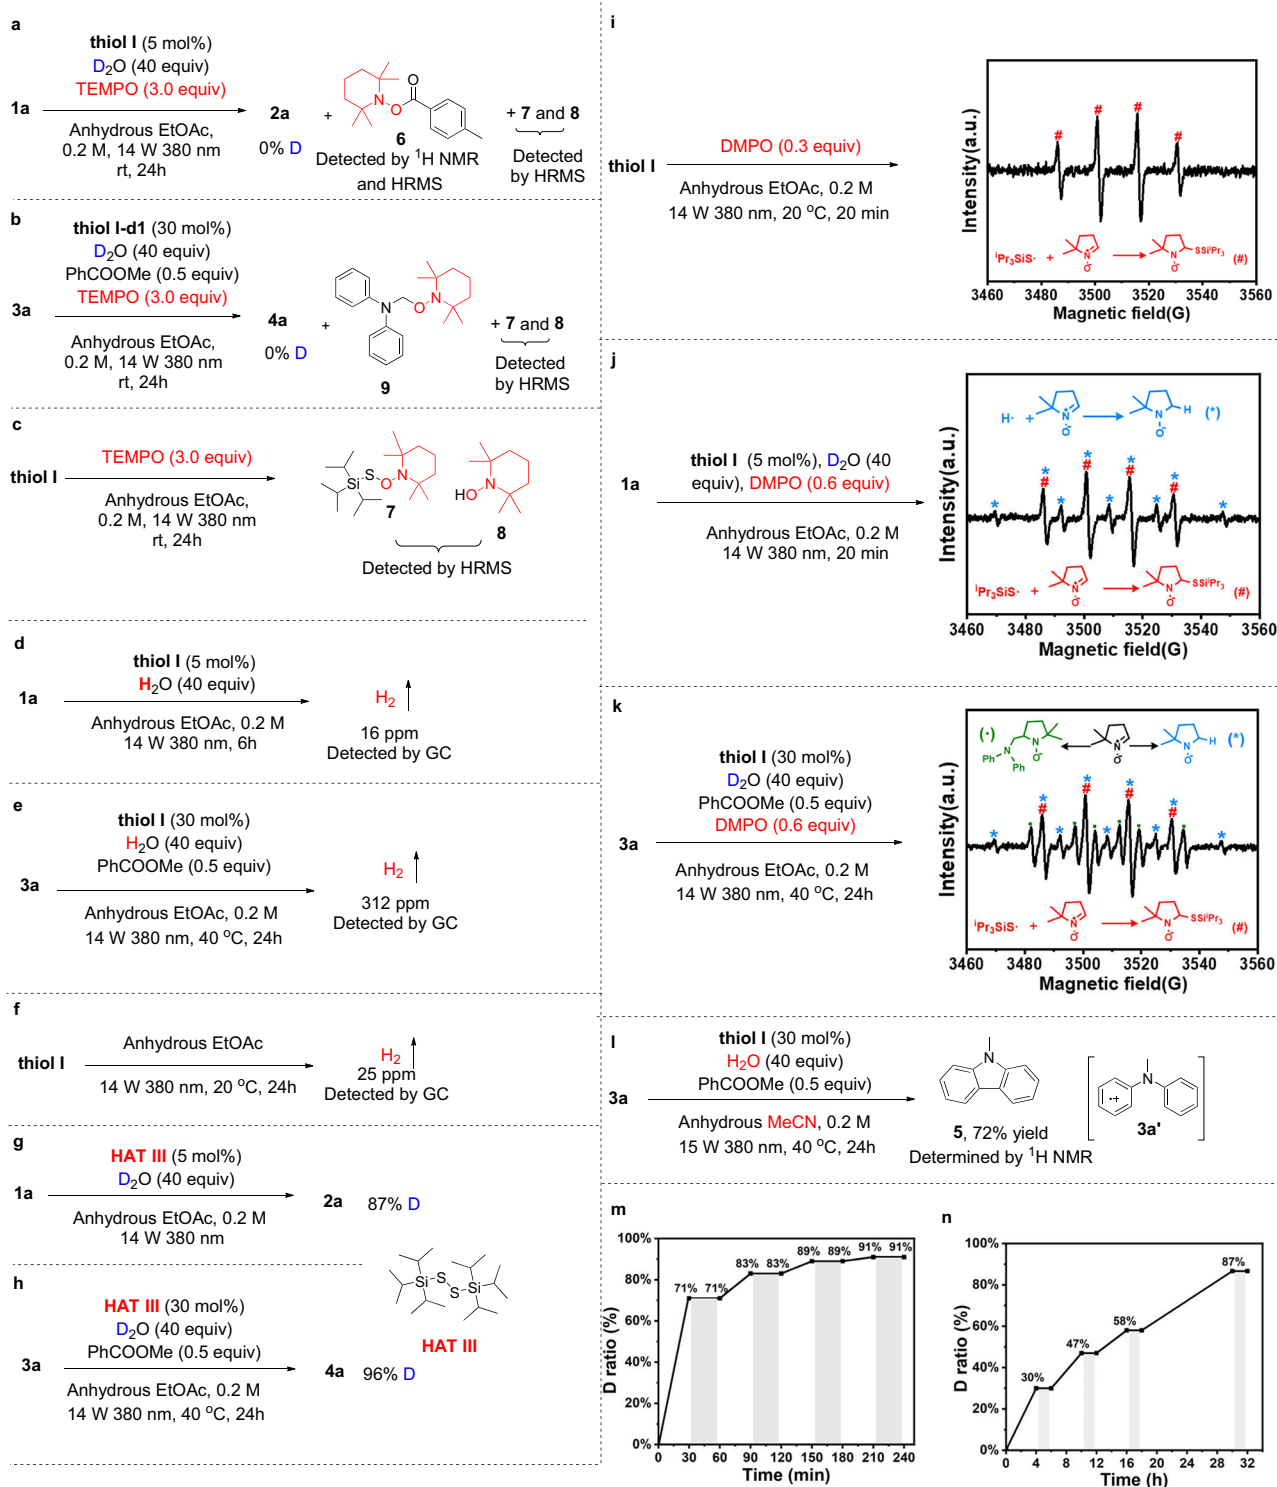 a
thiol I (5 mol%)
D₂O (40 equiv)
TEMPO (3.0 equiv)
1a
Anhydrous EtOAc,
0.2 M, 14 W 380 nm
rt, 24h
2a
0% D
+
N
O
O
6
Detected by ¹H NMR
and HRMS
+ 7 and 8
Detected
by HRMS
b
thiol I-d1 (30 mol%)
D₂O (40 equiv)
PhCOOMe (0.5 equiv)
TEMPO (3.0 equiv)
3a
Anhydrous EtOAc,
0.2 M, 14 W 380 nm
rt, 24h
4a
0% D
+
N
O
N
9
+ 7 and 8
Detected
by HRMS
c
TEMPO (3.0 equiv)
thiol I
Anhydrous EtOAc,
0.2 M, 14 W 380 nm
rt, 24h
Si
S
O
N
7
HO
N
8
Detected by HRMS
d
thiol I (5 mol%)
H₂O (40 equiv)
1a
Anhydrous EtOAc, 0.2 M
14 W 380 nm, 6h
H₂
16 ppm
Detected by GC
e
thiol I (30 mol%)
H₂O (40 equiv)
PhCOOMe (0.5 equiv)
3a
Anhydrous EtOAc, 0.2 M
14 W 380 nm, 40 °C, 24h
H₂
312 ppm
Detected by GC
f
thiol I
Anhydrous EtOAc
14 W 380 nm, 20 °C, 24h
H₂
25 ppm
Detected by GC
g
HAT III (5 mol%)
D₂O (40 equiv)
1a
Anhydrous EtOAc, 0.2 M
14 W 380 nm
2a
87% D
h
HAT III (30 mol%)
D₂O (40 equiv)
PhCOOMe (0.5 equiv)
3a
Anhydrous EtOAc, 0.2 M
14 W 380 nm, 40 °C, 24h
4a
96% D
Si
S
S
Si
HAT III
i
thiol I
DMPO (0.3 equiv)
Anhydrous EtOAc, 0.2 M
14 W 380 nm, 20 °C, 20 min
Intensity(a.u.)
# # # #
ⁱPr₃SiS· +
N
O⁻
N
O·
SSiⁱPr₃
(#)
3460 3480 3500 3520 3540 3560
Magnetic field(G)
j
1a
thiol I (5 mol%), D₂O (40
equiv), DMPO (0.6 equiv)
Anhydrous EtOAc, 0.2 M
14 W 380 nm, 20 min
Intensity(a.u.)
H· +
N
O⁻
N
O·
H
(*)
* * * * * * * * *
# # # #
ⁱPr₃SiS· +
N
O⁻
N
O·
SSiⁱPr₃
(#)
3460 3480 3500 3520 3540 3560
Magnetic field(G)
k
thiol I (30 mol%)
D₂O (40 equiv)
PhCOOMe (0.5 equiv)
DMPO (0.6 equiv)
3a
Anhydrous EtOAc, 0.2 M
14 W 380 nm, 40 °C, 24h
Intensity(a.u.)
(·)
Ph
N
Ph
N
O·
N
O⁻
N
O·
H
(*)
* * * * * * * * *
# # # #
ⁱPr₃SiS· +
N
O⁻
N
O·
SSiⁱPr₃
(#)
3460 3480 3500 3520 3540 3560
Magnetic field(G)
l
thiol I (30 mol%)
H₂O (40 equiv)
PhCOOMe (0.5 equiv)
3a
Anhydrous MeCN, 0.2 M
15 W 380 nm, 40 °C, 24h
N
5, 72% yield
Determined by ¹H NMR
N
·+
3a'
m
D ratio (%)
100%
80%
60%
40%
20%
0%
71% 71% 83% 83% 89% 89% 91% 91%
0 30 60 90 120 150 180 210 240
Time (min)
n
D ratio (%)
100%
80%
60%
40%
20%
0%
30% 47% 58% 87%
0 4 8 12 16 20 24 28 32
Time (h)